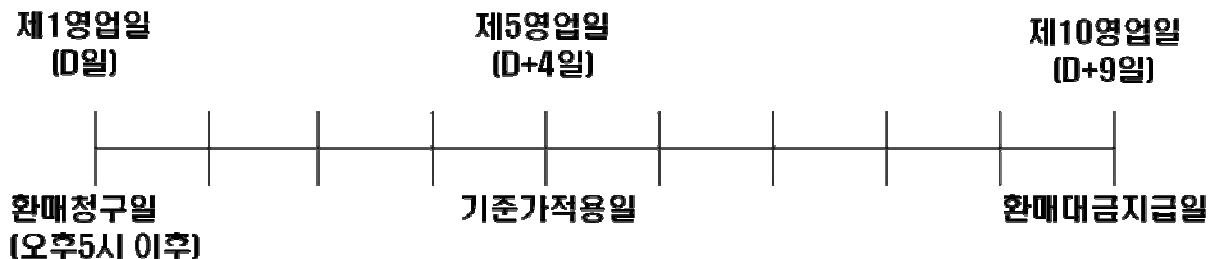 제1영업일
(D일)
제5영업일
(D+4일)
제10영업일
(D+9일)
환매청구일
(오후5시 이후)
기준가적용일
환매대금지급일